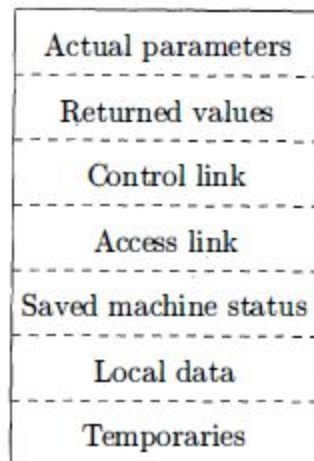 Actual parameters
Returned values
Control link
Access link
Saved machine status
Local data
Temporaries